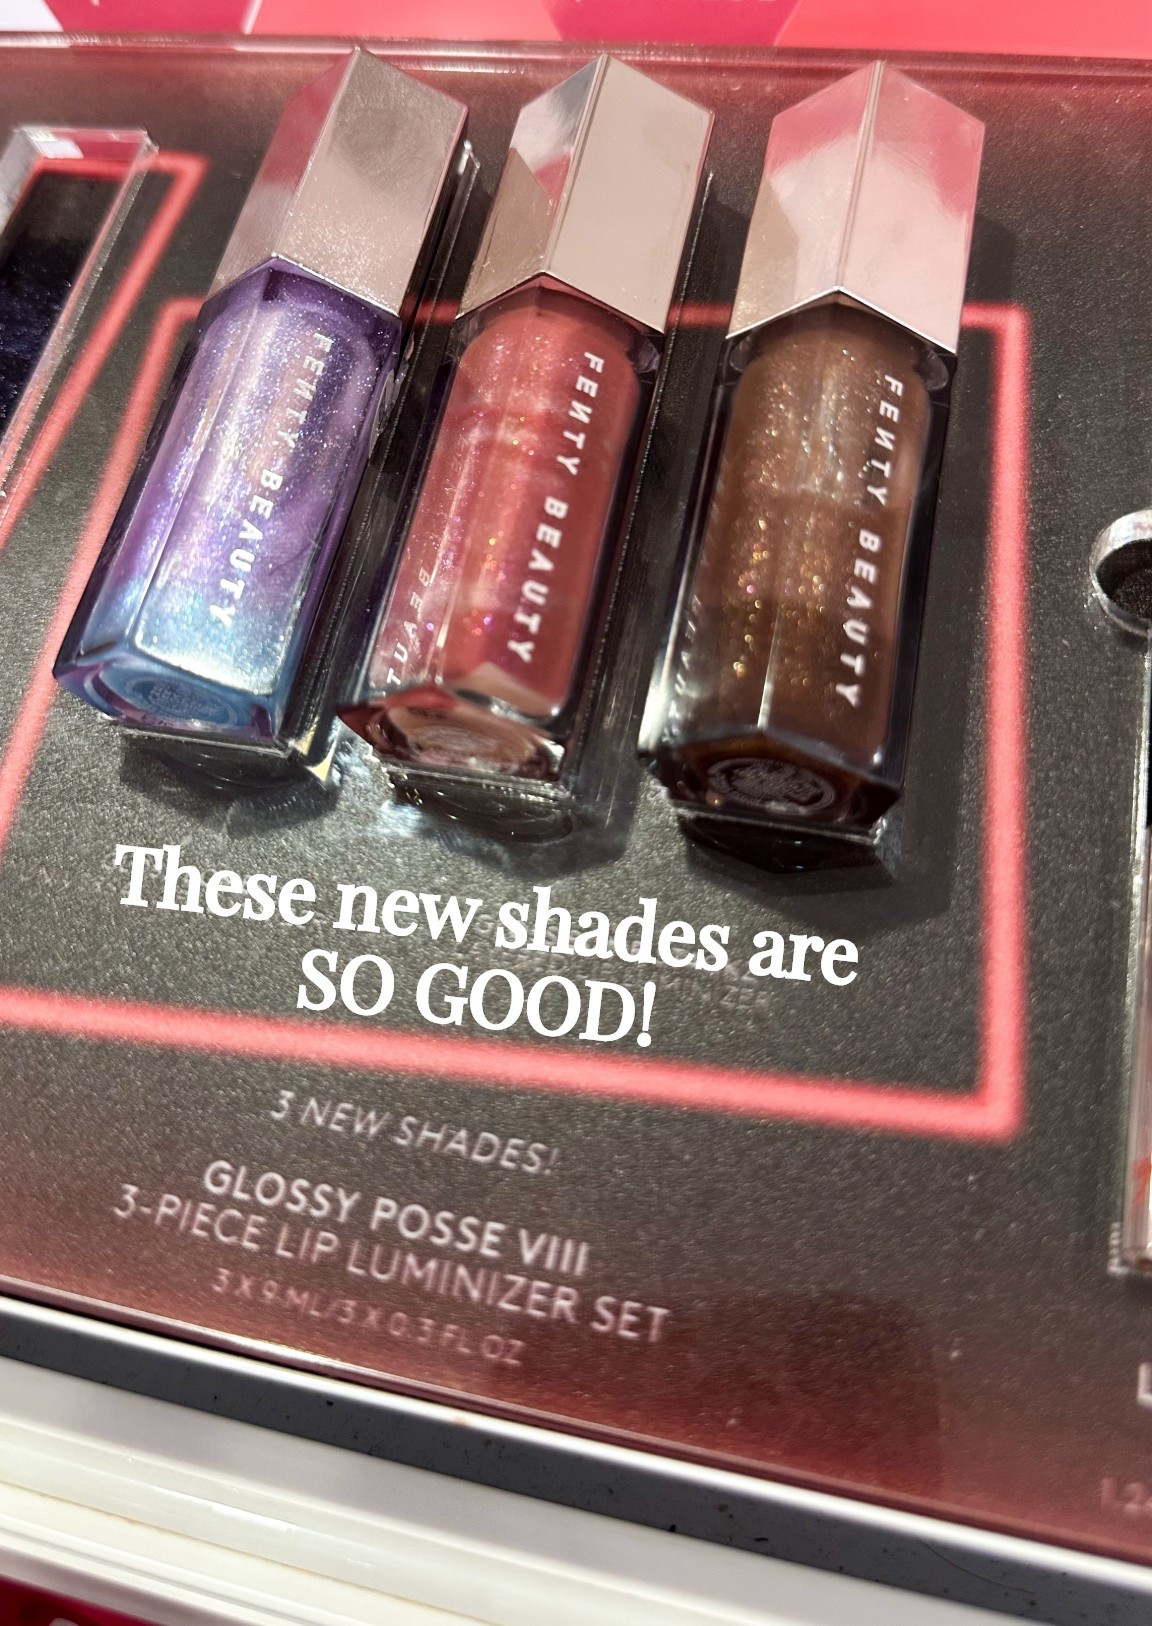 FENTY BEAUTY
FENTY BEAUTY
FENTY BEAUTY
These new shades are
SO GOOD!
3 NEW SHADES!
GLOSSY POSSE VIII
3-PIECE LIP LUMINIZER SET
3 X 9 ML/3 X 0.3 FL OZ